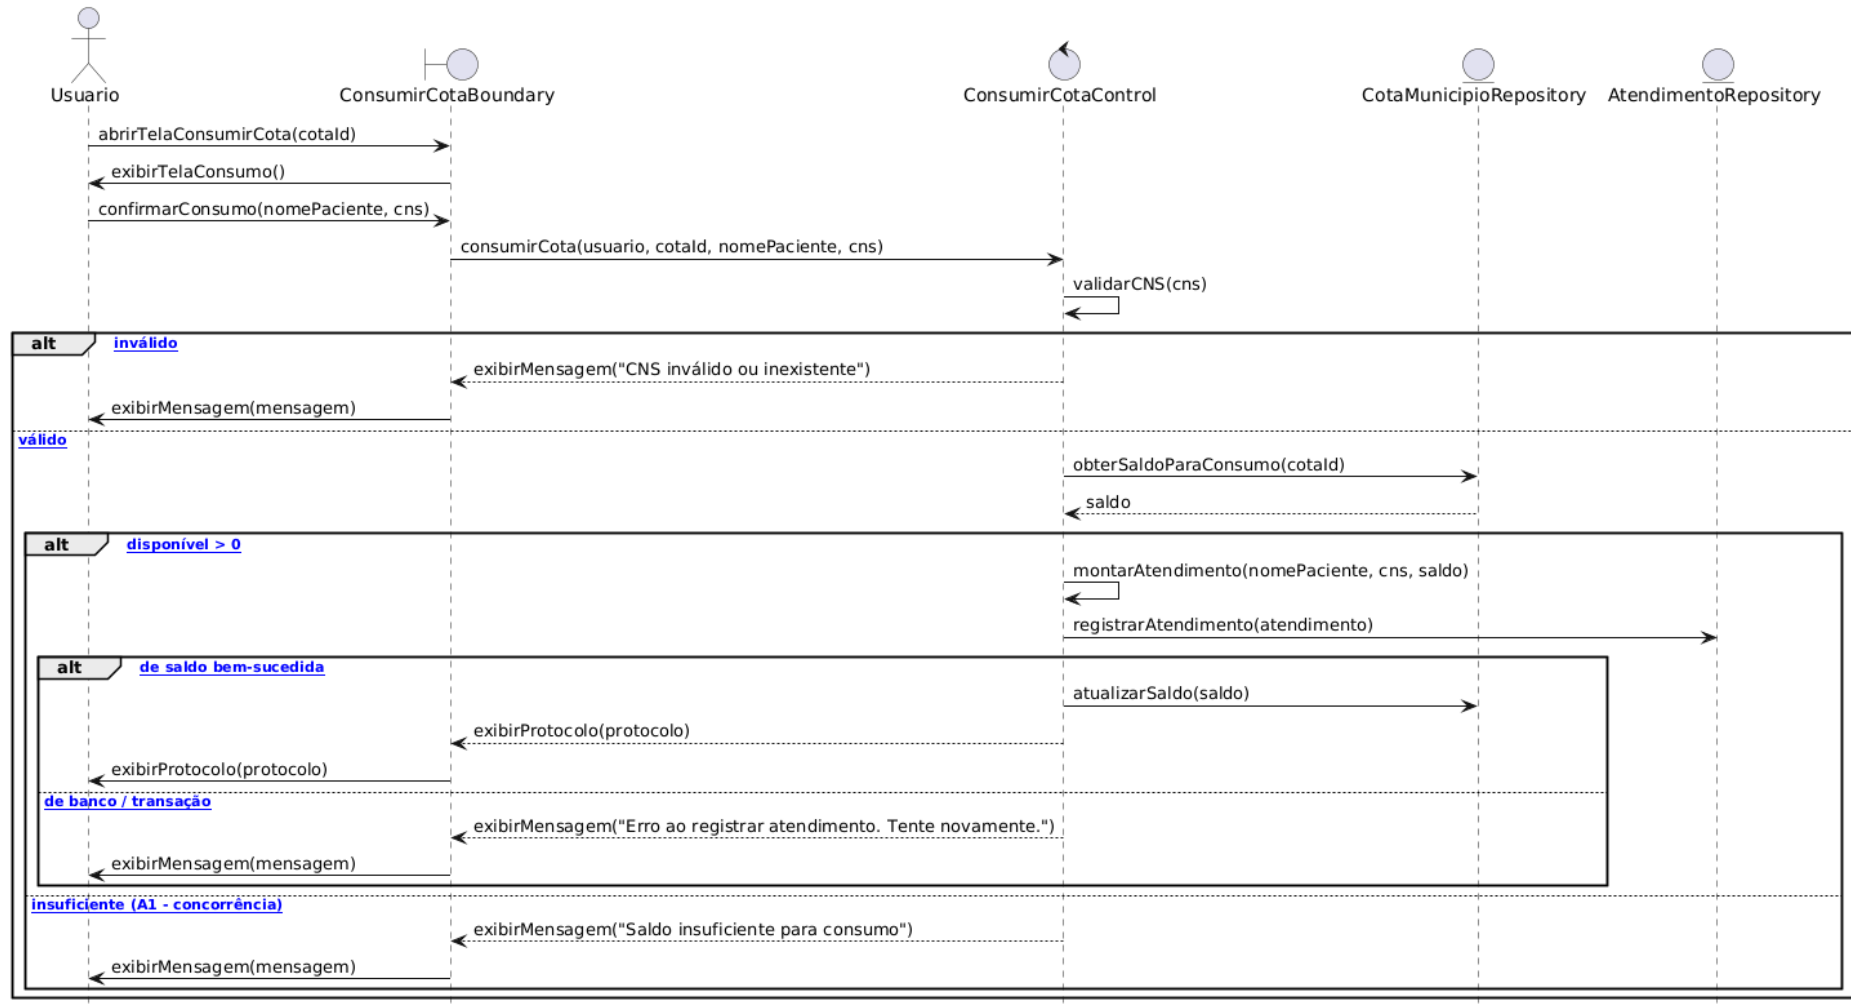 Usuario
ConsumirCotaBoundary
ConsumirCotaControl
CotaMunicipioRepository
AtendimentoRepository
abrirTelaConsumirCota(cotaId)
exibirTelaConsumo()
confirmarConsumo(nomePaciente, cns)
consumirCota(usuario, cotaId, nomePaciente, cns)
validarCNS(cns)
alt inválido
exibirMensagem("CNS inválido ou inexistente")
exibirMensagem(mensagem)
válido
obterSaldoParaConsumo(cotaId)
saldo
alt disponível > 0
montarAtendimento(nomePaciente, cns, saldo)
registrarAtendimento(atendimento)
alt de saldo bem-sucedida
atualizarSaldo(saldo)
exibirProtocolo(protocolo)
exibirProtocolo(protocolo)
de banco / transação
exibirMensagem("Erro ao registrar atendimento. Tente novamente.")
exibirMensagem(mensagem)
insuficiente (A1 - concorrência)
exibirMensagem("Saldo insuficiente para consumo")
exibirMensagem(mensagem)